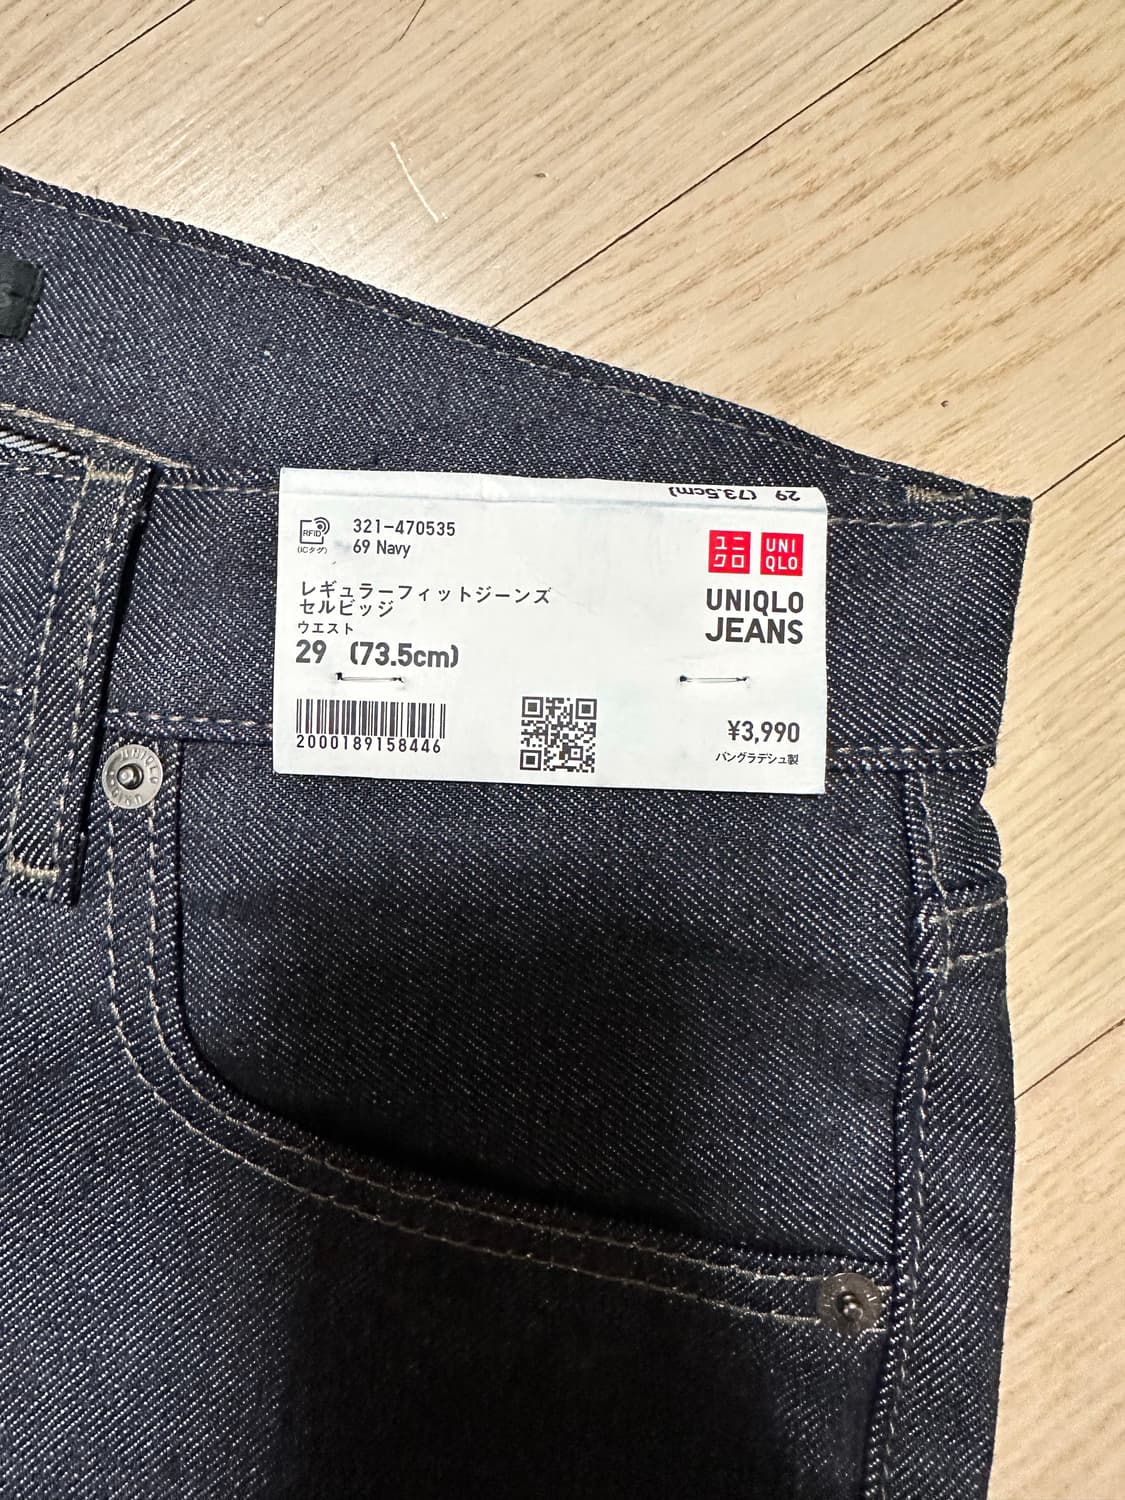 29 (73.5cm)
RFID
(ICタグ)
321-470535
69 Navy
ユニ
クロ
UNI
QLO
レギュラーフィットジーンズ
セルビッジ
ウエスト
29 (73.5cm)
UNIQLO
JEANS
2000189158446
¥3,990
バングラデシュ製
UNIQLO